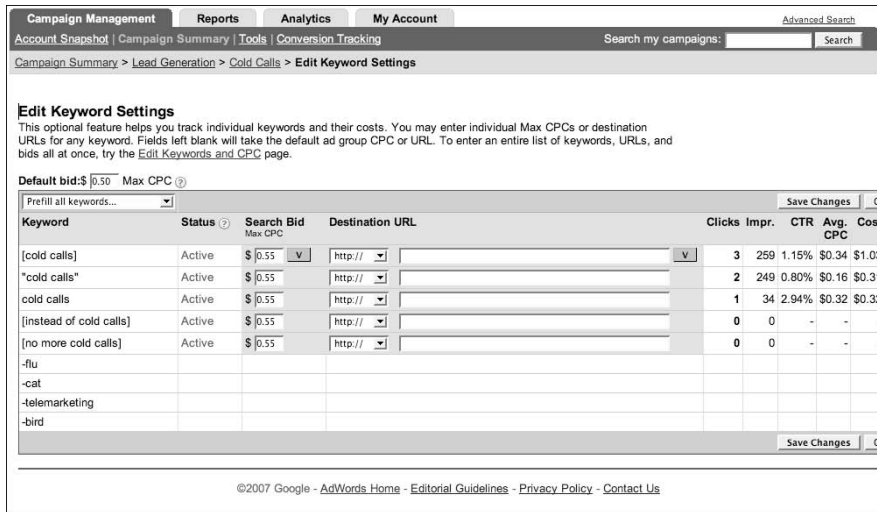 Campaign Management Reports Analytics My Account Advanced Search
Account Snapshot | Campaign Summary | Tools | Conversion Tracking Search my campaigns: Search
Campaign Summary > Lead Generation > Cold Calls > Edit Keyword Settings
Edit Keyword Settings
This optional feature helps you track individual keywords and their costs. You may enter individual Max CPCs or destination
URLs for any keyword. Fields left blank will take the default ad group CPC or URL. To enter an entire list of keywords, URLs, and
bids all at once, try the Edit Keywords and CPC page.
Default bid:$ 0.50 Max CPC ?
Prefill all keywords... Save Changes
Keyword Status ? Search Bid Destination URL Clicks Impr. CTR Avg.
Max CPC CPC
[cold calls] Active $ 0.55 V http:// V 3 259 1.15% $0.34
"cold calls" Active $ 0.55 http:// 2 249 0.80% $0.16
cold calls Active $ 0.55 http:// 1 34 2.94% $0.32
[instead of cold calls] Active $ 0.55 http:// 0 0 - -
[no more cold calls] Active $ 0.55 http:// 0 0 - -
-flu
-cat
-telemarketing
-bird
Save Changes
©2007 Google - AdWords Home - Editorial Guidelines - Privacy Policy - Contact Us